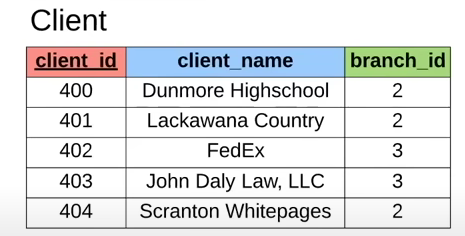 Client
client_id client_name branch_id
400 Dunmore Highschool 2
401 Lackawana Country 2
402 FedEx 3
403 John Daly Law, LLC 3
404 Scranton Whitepages 2